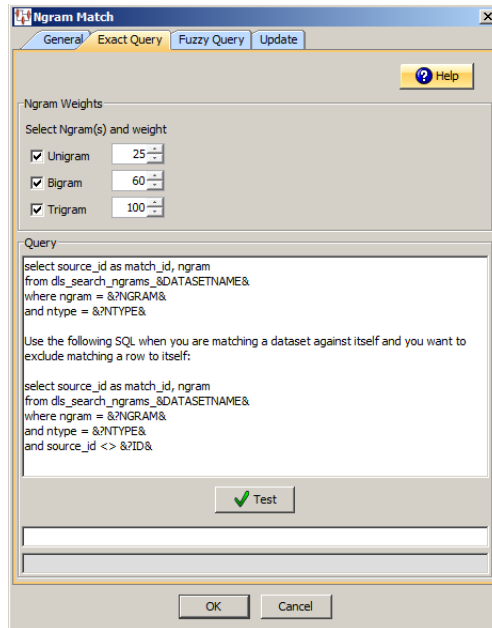 Ngram Match
General Exact Query Fuzzy Query Update
Help
Ngram Weights
Select Ngram(s) and weight
Unigram 25
Bigram 60
Trigram 100
Query
select source_id as match_id, ngram
from dls_search_ngrams_&DATASETNAME&
where ngram = &?NGRAM&
and ntype = &?NTYPE&
Use the following SQL when you are matching a dataset against itself and you want to
exclude matching a row to itself:
select source_id as match_id, ngram
from dls_search_ngrams_&DATASETNAME&
where ngram = &?NGRAM&
and ntype = &?NTYPE&
and source_id <> &?ID&
Test
OK Cancel